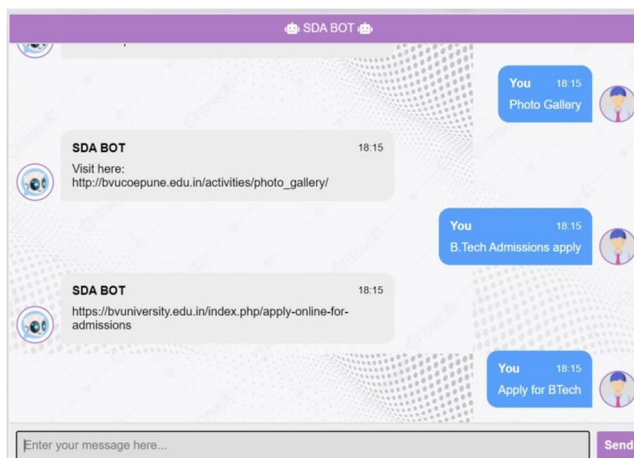 SDA BOT
You 18:15
Photo Gallery
SDA BOT 18:15
Visit here:
http://bvucoepune.edu.in/activities/photo_gallery/
You 18:15
B.Tech Admissions apply
SDA BOT 18:15
https://bvuniversity.edu.in/index.php/apply-online-for-
admissions
You 18:15
Apply for BTech
Enter your message here...
Send